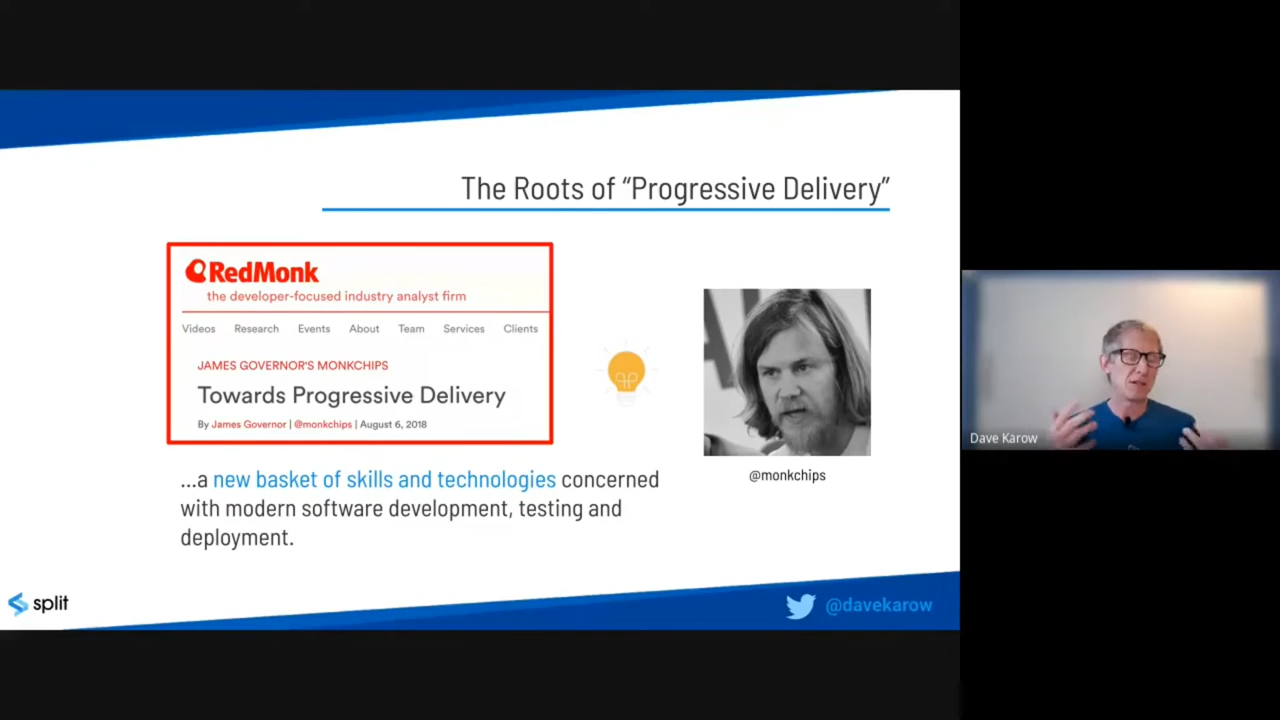 The Roots of “Progressive Delivery”
RedMonk
the developer-focused industry analyst firm
Videos Research Events About Team Services Clients
JAMES GOVERNOR'S MONKCHIPS
Towards Progressive Delivery
By James Governor | @monkchips | August 6, 2018
@monkchips
...a new basket of skills and technologies concerned
with modern software development, testing and
deployment.
split
@davekarow
Dave Karow